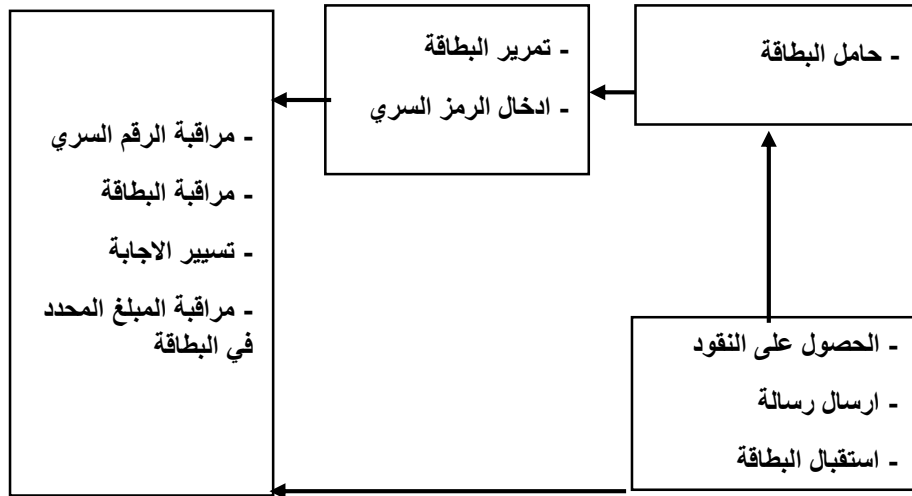 - حامل البطاقة
- تمرير البطاقة
- ادخال الرمز السري
- مراقبة الرقم السري
- مراقبة البطاقة
- تسيير الاجابة
- مراقبة المبلغ المحدد
في البطاقة
- الحصول على النقود
- ارسال رسالة
- استقبال البطاقة